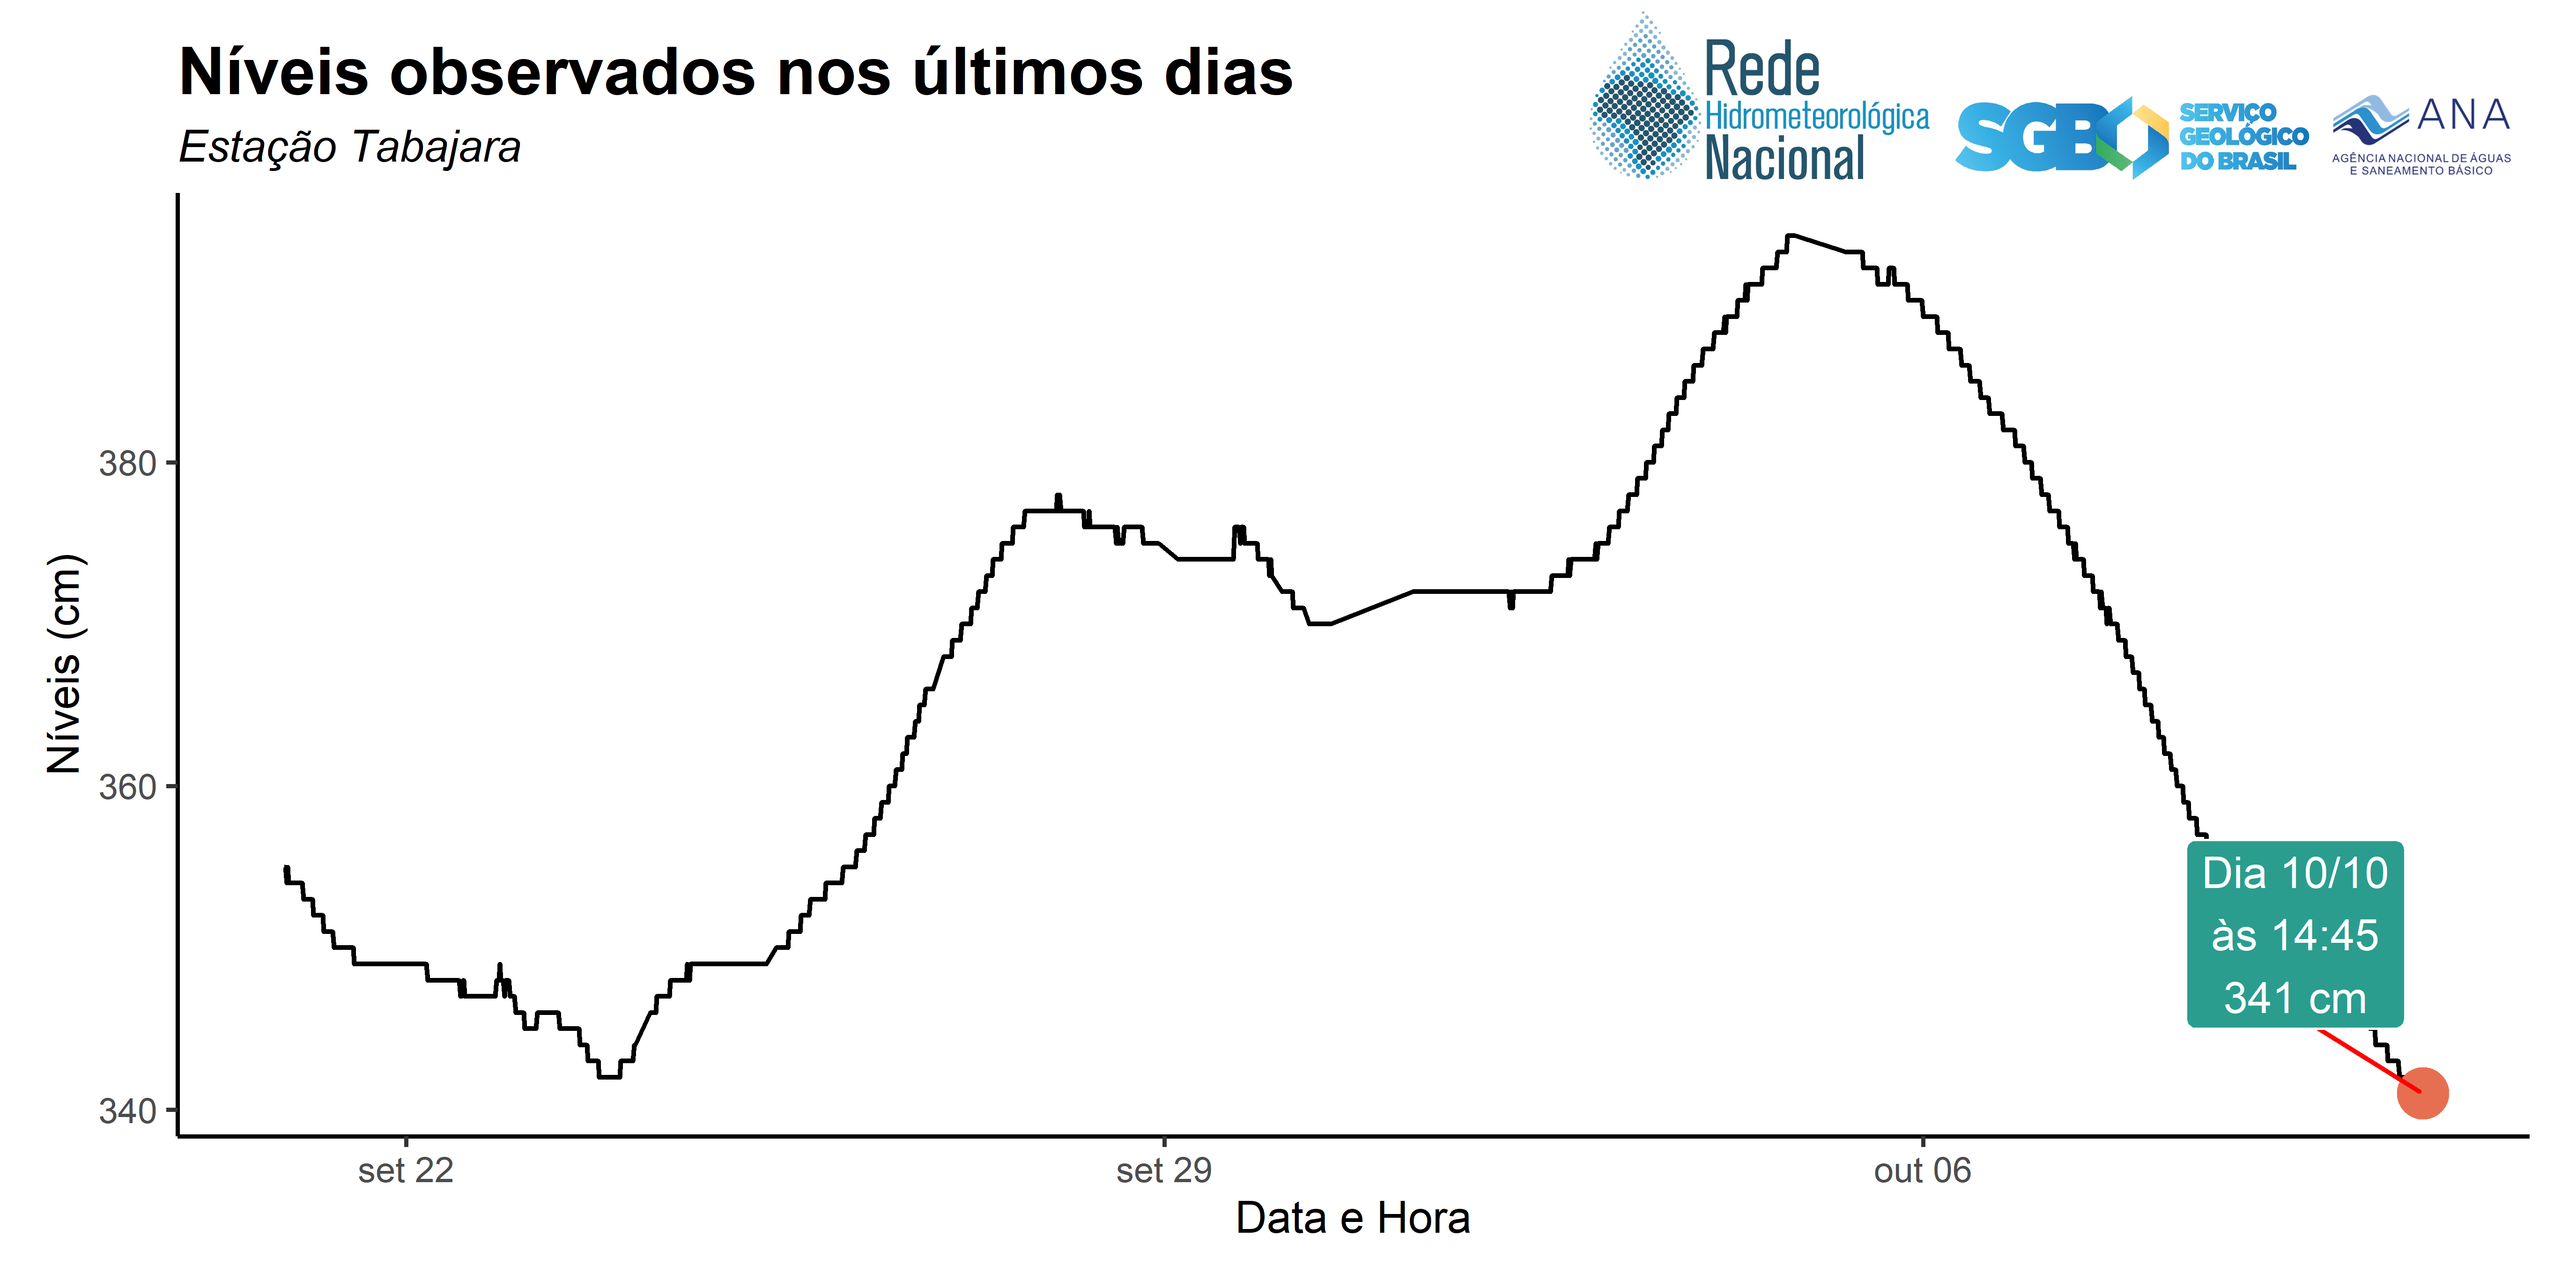 Níveis observados nos últimos dias
Estação Tabajara
Rede
Hidrometeorológica
Nacional
SGB
SERVIÇO
GEOLÓGICO
DO BRASIL
ANA
AGÊNCIA NACIONAL DE ÁGUAS
E SANEAMENTO BÁSICO
Níveis (cm)
380
360
340
Dia 10/10
às 14:45
341 cm
set 22
set 29
out 06
Data e Hora